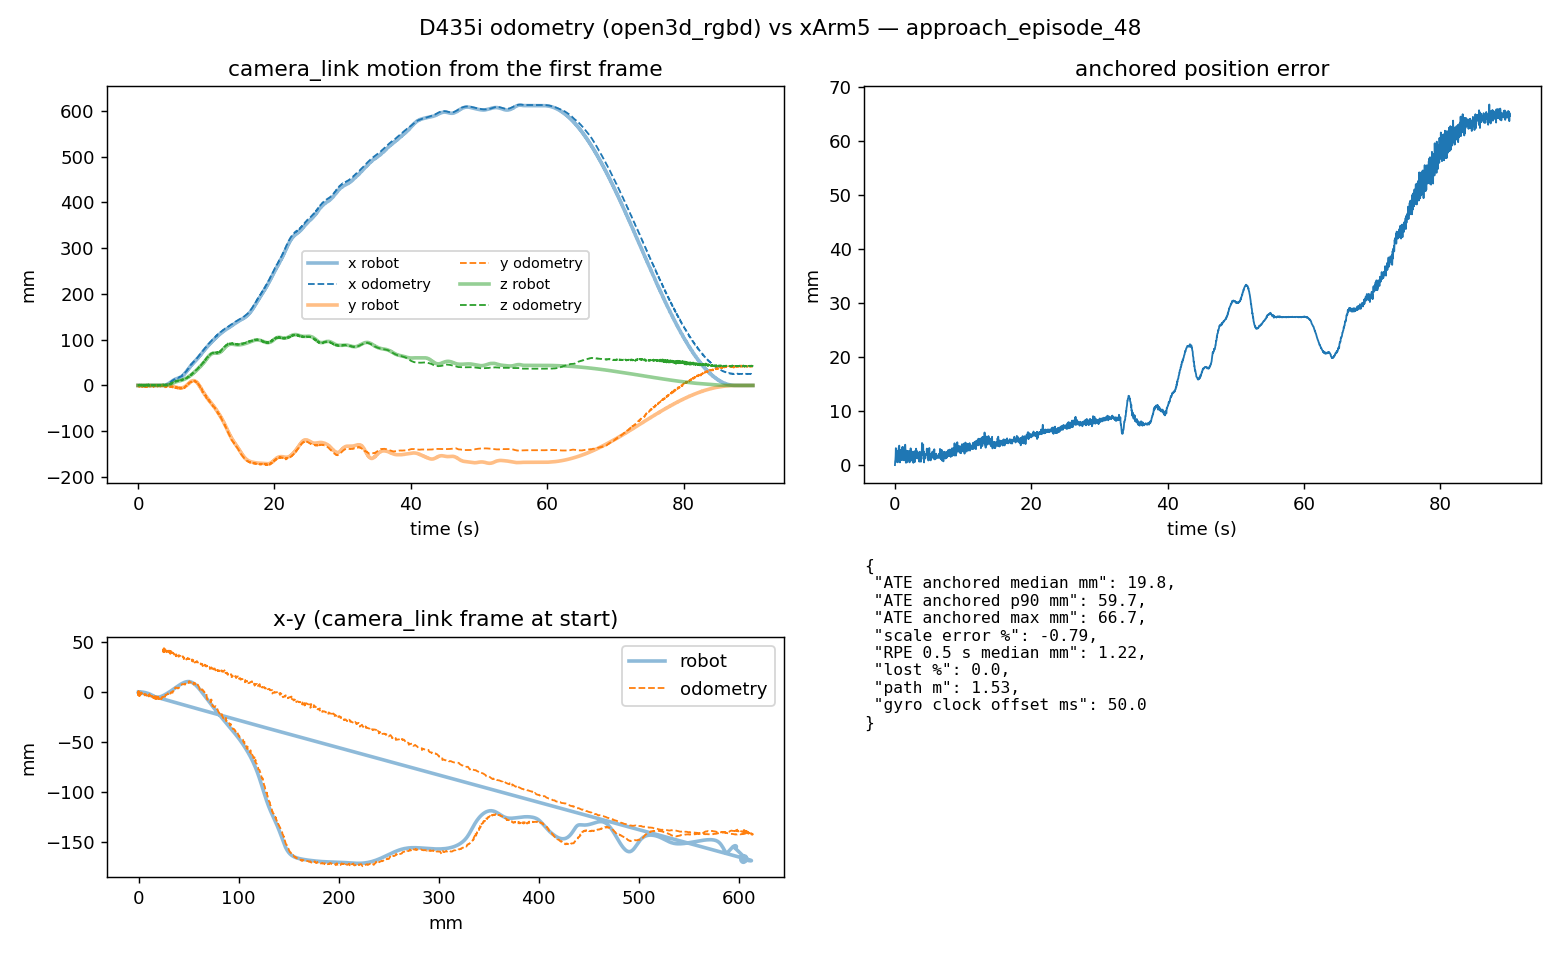 D435i odometry (open3d_rgbd) vs xArm5 — approach_episode_48
camera_link motion from the first frame
600
500
400
300
200
100
0
−100
−200
mm
0
20
40
60
80
time (s)
x robot
x odometry
y robot
y odometry
z robot
z odometry
anchored position error
70
60
50
40
30
20
10
0
mm
0
20
40
60
80
time (s)
x-y (camera_link frame at start)
50
0
−50
−100
−150
mm
0
100
200
300
400
500
600
mm
robot
odometry
{
"ATE anchored median mm": 19.8,
"ATE anchored p90 mm": 59.7,
"ATE anchored max mm": 66.7,
"scale error %": -0.79,
"RPE 0.5 s median mm": 1.22,
"lost %": 0.0,
"path m": 1.53,
"gyro clock offset ms": 50.0
}